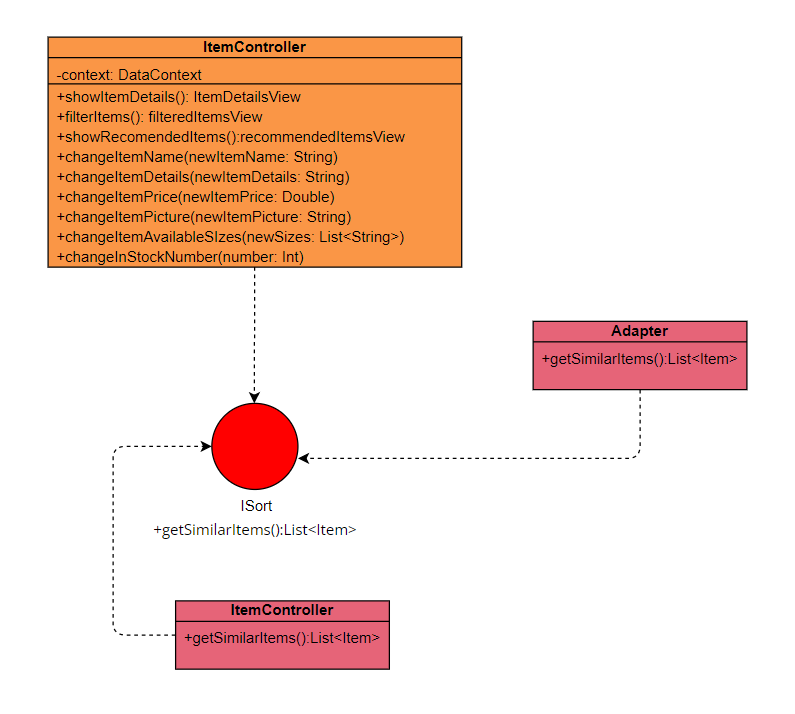 ItemController
-context: DataContext
+showItemDetails(): ItemDetailsView
+filterItems(): filteredItemsView
+showRecomendedItems():recommendedItemsView
+changeItemName(newItemName: String)
+changeItemDetails(newItemDetails: String)
+changeItemPrice(newItemPrice: Double)
+changeItemPicture(newItemPicture: String)
+changeItemAvailableSIzes(newSizes: List<String>)
+changeInStockNumber(number: Int)
Adapter
+getSimilarItems():List<Item>
ISort
+getSimilarItems():List<Item>
ItemController
+getSimilarItems():List<Item>